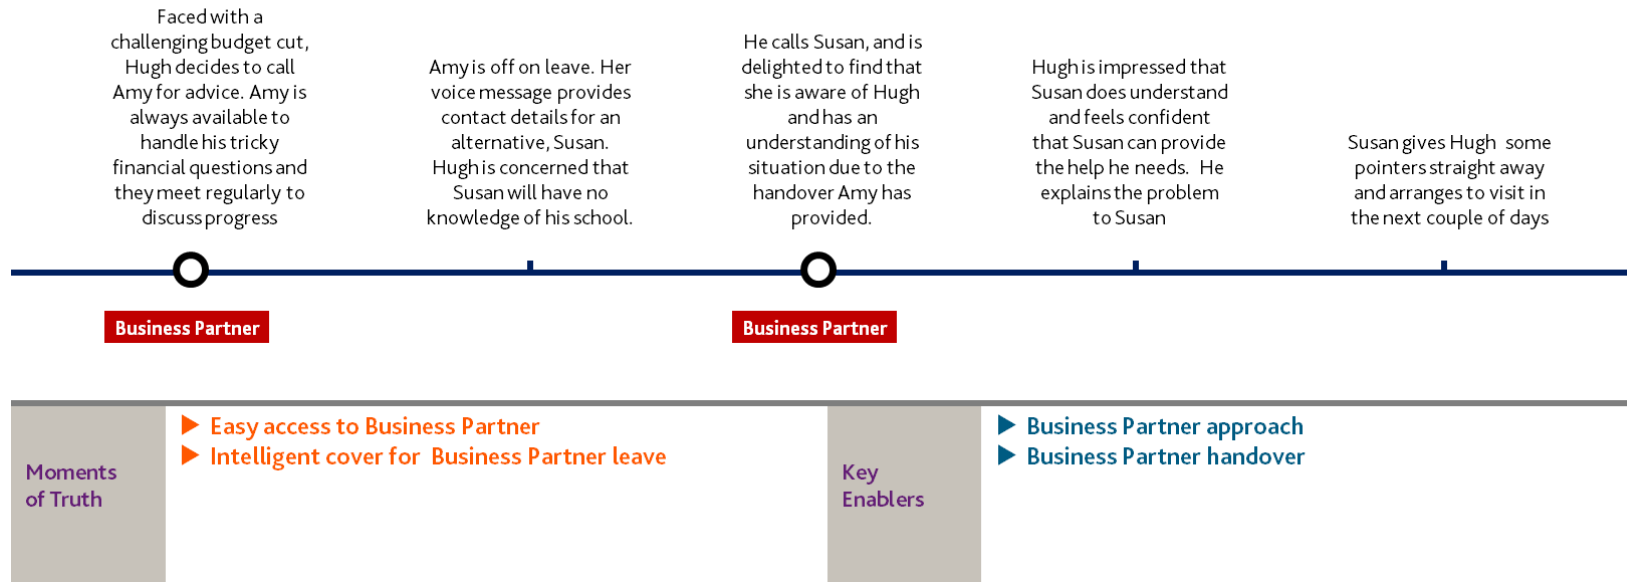 Faced with a
challenging budget cut,
Hugh decides to call
Amy for advice. Amy is
always available to
handle his tricky
financial questions and
they meet regularly to
discuss progress
Amy is off on leave. Her
voice message provides
contact details for an
alternative, Susan.
Hugh is concerned that
Susan will have no
knowledge of his school.
He calls Susan, and is
delighted to find that
she is aware of Hugh
and has an
understanding of his
situation due to the
handover Amy has
provided.
Hugh is impressed that
Susan does understand
and feels confident
that Susan can provide
the help he needs. He
explains the problem
to Susan
Susan gives Hugh some
pointers straight away
and arranges to visit in
the next couple of days
Business Partner
Business Partner
Moments
of Truth
▶ Easy access to Business Partner
▶ Intelligent cover for Business Partner leave
Key
Enablers
▶ Business Partner approach
▶ Business Partner handover